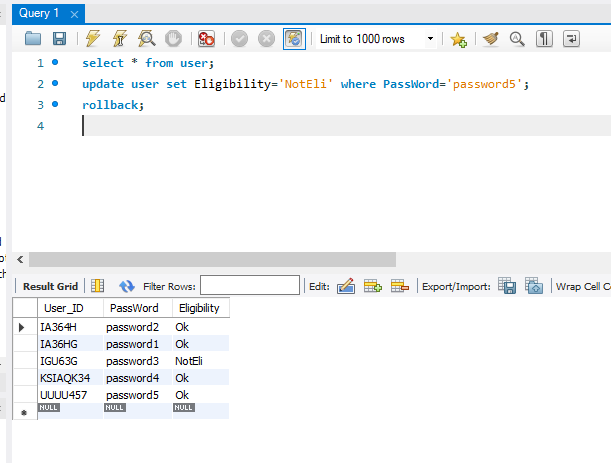 Query 1
Limit to 1000 rows
1 select * from user;
2 update user set Eligibility='NotEli' where PassWord='password5';
3 rollback;
4
Result Grid Filter Rows: Edit: Export/Import: Wrap Cell Co
User_ID PassWord Eligibility
IA364H password2 Ok
IA36HG password1 Ok
IGU63G password3 NotEli
KSIAQK34 password4 Ok
UUUU457 password5 Ok
NULL NULL NULL